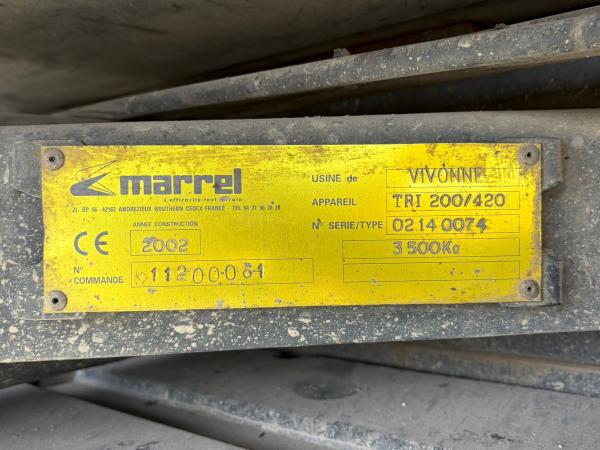 marrel
L'efficacité tout terrain
ZI - BP 56 - 42162 ANDREZIEUX BOUTHEON CEDEX FRANCE - TEL 04 77 36 28 28
ANNEE CONSTRUCTION
CE 2002
N°
COMMANDE 11200081
USINE de VIVONNE
APPAREIL TRI 200/420
N° SERIE/TYPE 02 14 0074
3 500Kg